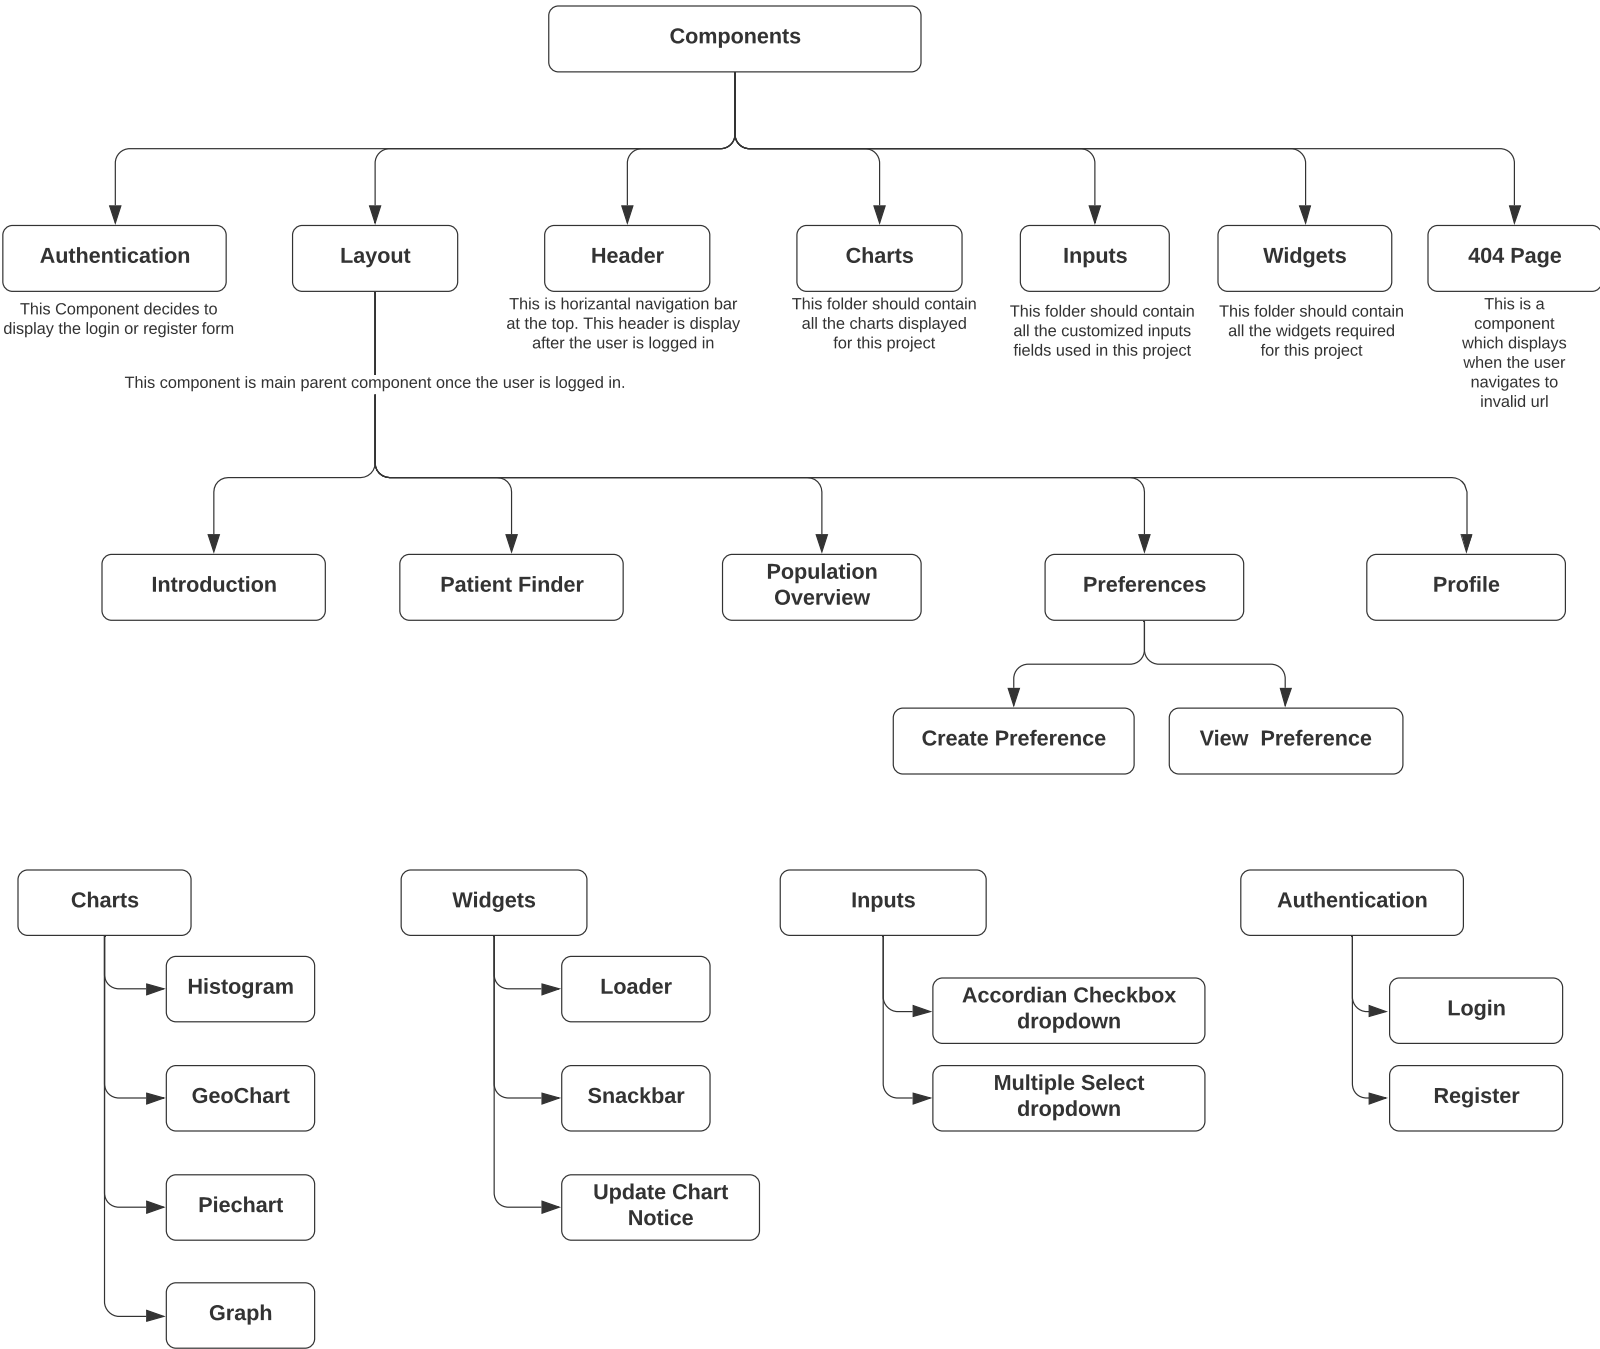 Components
Authentication
Layout
Header
Charts
Inputs
Widgets
404 Page
This Component decides to
display the login or register form
This is horizantal navigation bar
at the top. This header is display
after the user is logged in
This folder should contain
all the charts displayed
for this project
This folder should contain
all the customized inputs
fields used in this project
This folder should contain
all the widgets required
for this project
This is a
component
which displays
when the user
navigates to
invalid url
This component is main parent component once the user is logged in.
Introduction
Patient Finder
Population
Overview
Preferences
Profile
Create Preference
View  Preference
Charts
Histogram
GeoChart
Piechart
Graph
Widgets
Loader
Snackbar
Update Chart
Notice
Inputs
Accordian Checkbox
dropdown
Multiple Select
dropdown
Authentication
Login
Register